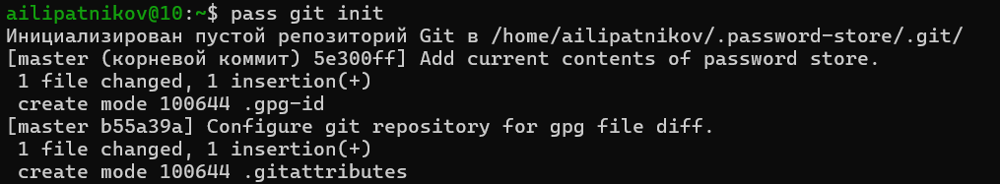 ailipatnikov@10:~$ pass git init
Инициализирован пустой репозиторий Git в /home/ailipatnikov/.password-store/.git/
[master (корневой коммит) 5e300ff] Add current contents of password store.
 1 file changed, 1 insertion(+)
 create mode 100644 .gpg-id
[master b55a39a] Configure git repository for gpg file diff.
 1 file changed, 1 insertion(+)
 create mode 100644 .gitattributes